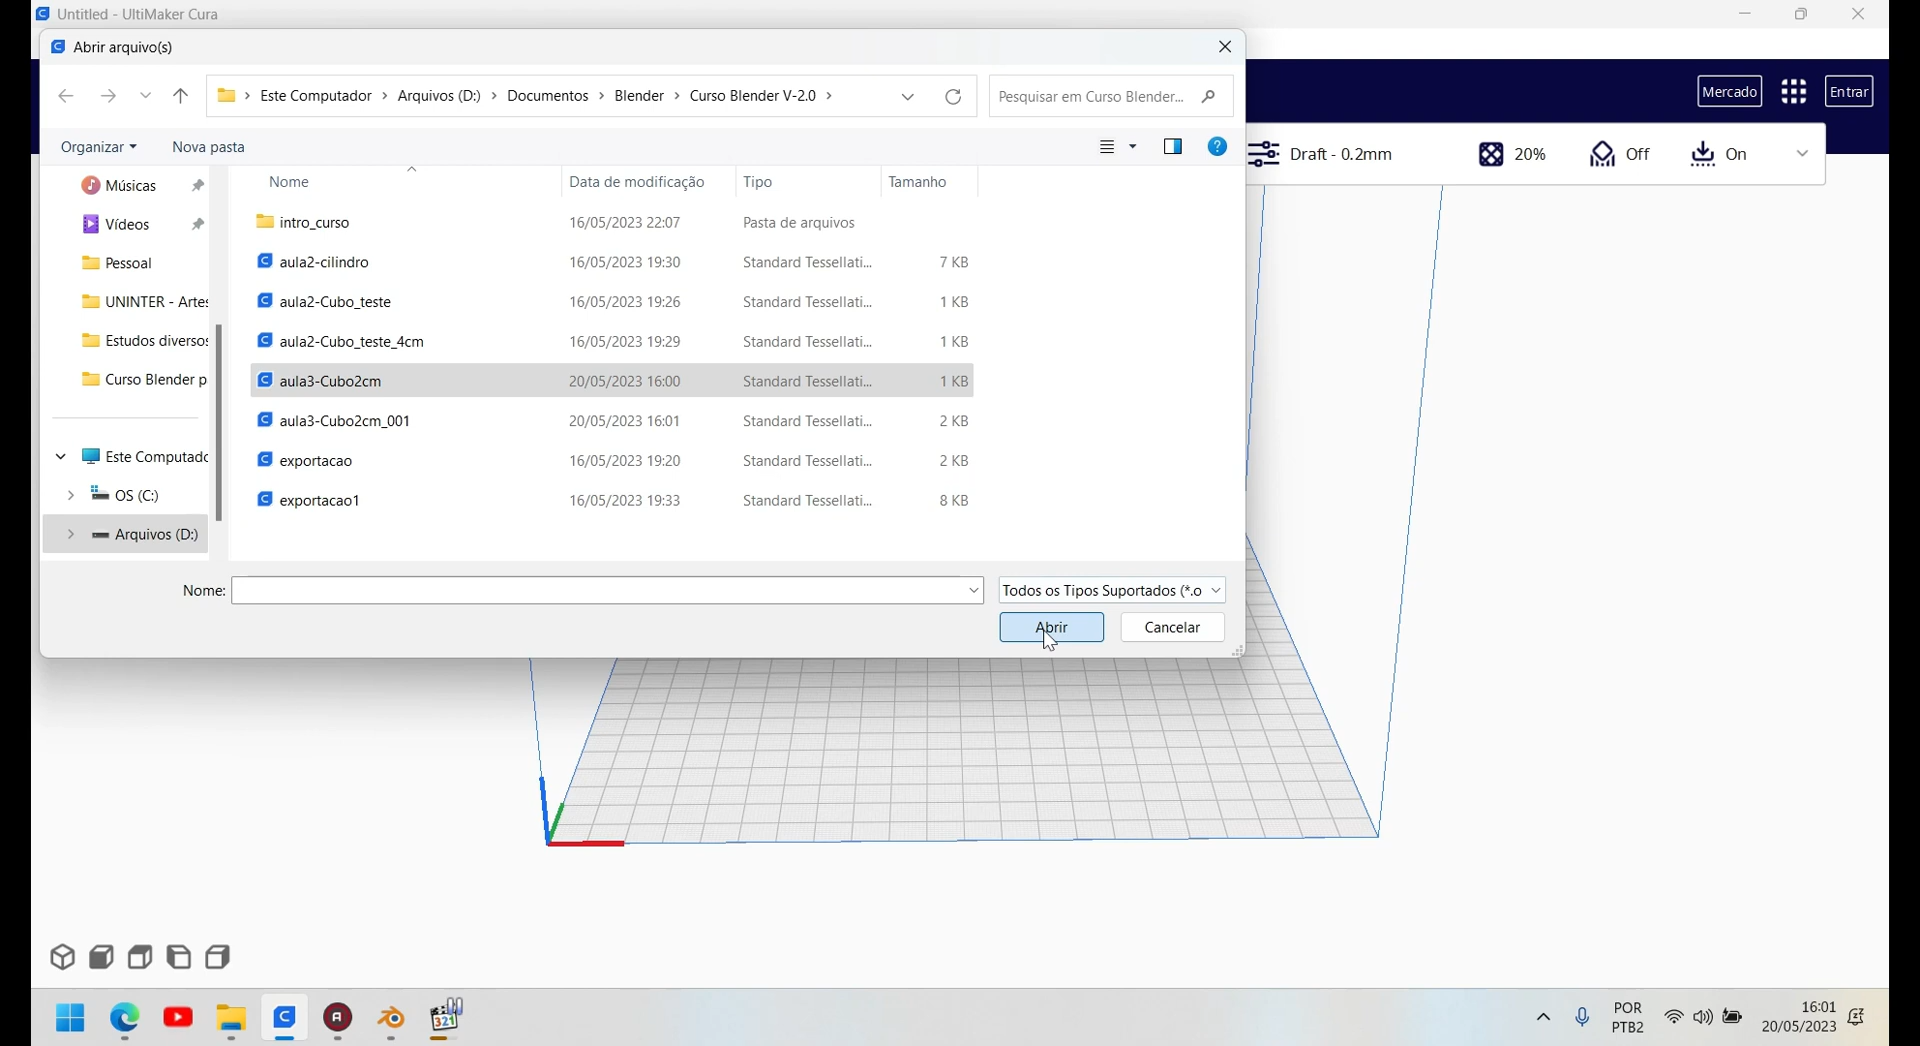 Untitled - UltiMaker Cura
Abrir arquivo(s)
Este Computador > Arquivos (D:) > Documentos > Blender > Curso Blender V-2.0 >
Pesquisar em Curso Blender...
Mercado
Entrar
Organizar
Nova pasta
Draft - 0.2mm
20%
Off
On
Nome
Data de modificação
Tipo
Tamanho
Músicas
Vídeos
Pessoal
UNINTER - Artes
Estudos diversos
Curso Blender p
Este Computado
OS (C:)
Arquivos (D:)
intro_curso 16/05/2023 22:07 Pasta de arquivos
aula2-cilindro 16/05/2023 19:30 Standard Tessellati... 7 KB
aula2-Cubo_teste 16/05/2023 19:26 Standard Tessellati... 1 KB
aula2-Cubo_teste_4cm 16/05/2023 19:29 Standard Tessellati... 1 KB
aula3-Cubo2cm 20/05/2023 16:00 Standard Tessellati... 1 KB
aula3-Cubo2cm_001 20/05/2023 16:01 Standard Tessellati... 2 KB
exportacao 16/05/2023 19:20 Standard Tessellati... 2 KB
exportacao1 16/05/2023 19:33 Standard Tessellati... 8 KB
Nome:
Todos os Tipos Suportados (*.o
Abrir
Cancelar
321
POR
PTB2
16:01
20/05/2023